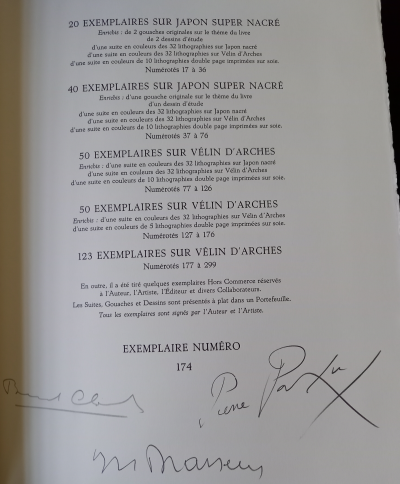 20 EXEMPLAIRES SUR JAPON SUPER NACRÉ
Enrichis : de 2 gouaches originales sur le thème du livre
de 2 dessins d'étude
d'une suite en couleurs des 32 lithographies sur Japon nacré
d'une suite en couleurs des 32 lithographies sur Vélin d'Arches
d'une suite en couleurs de 10 lithographies double page imprimées sur soie.
Numérotés 17 à 36
40 EXEMPLAIRES SUR JAPON SUPER NACRÉ
Enrichis : d'une gouache originale sur le thème du livre
d'un dessin d'étude
d'une suite en couleurs des 32 lithographies sur Japon nacré
d'une suite en couleurs des 32 lithographies sur Vélin d'Arches
d'une suite en couleurs de 10 lithographies double page imprimées sur soie.
Numérotés 37 à 76
50 EXEMPLAIRES SUR VÉLIN D'ARCHES
Enrichis : d'une suite en couleurs des 32 lithographies sur Japon nacré
d'une suite en couleurs des 32 lithographies sur Vélin d'Arches
d'une suite en couleurs de 10 lithographies double page imprimées sur soie.
Numérotés 77 à 126
50 EXEMPLAIRES SUR VÉLIN D'ARCHES
Enrichis : d'une suite en couleurs des 32 lithographies sur Vélin d'Arches
d'une suite en couleurs de 5 lithographies double page imprimées sur soie.
Numérotés 127 à 176
123 EXEMPLAIRES SUR VÉLIN D'ARCHES
Numérotés 177 à 299
En outre, il a été tiré quelques exemplaires Hors Commerce réservés
à l'Auteur, l'Artiste, l'Éditeur et divers Collaborateurs.
Les Suites, Gouaches et Dessins sont présentés à plat dans un Portefeuille.
Tous les exemplaires sont signés par l'Auteur et l'Artiste.
EXEMPLAIRE NUMÉRO
174
Pierre